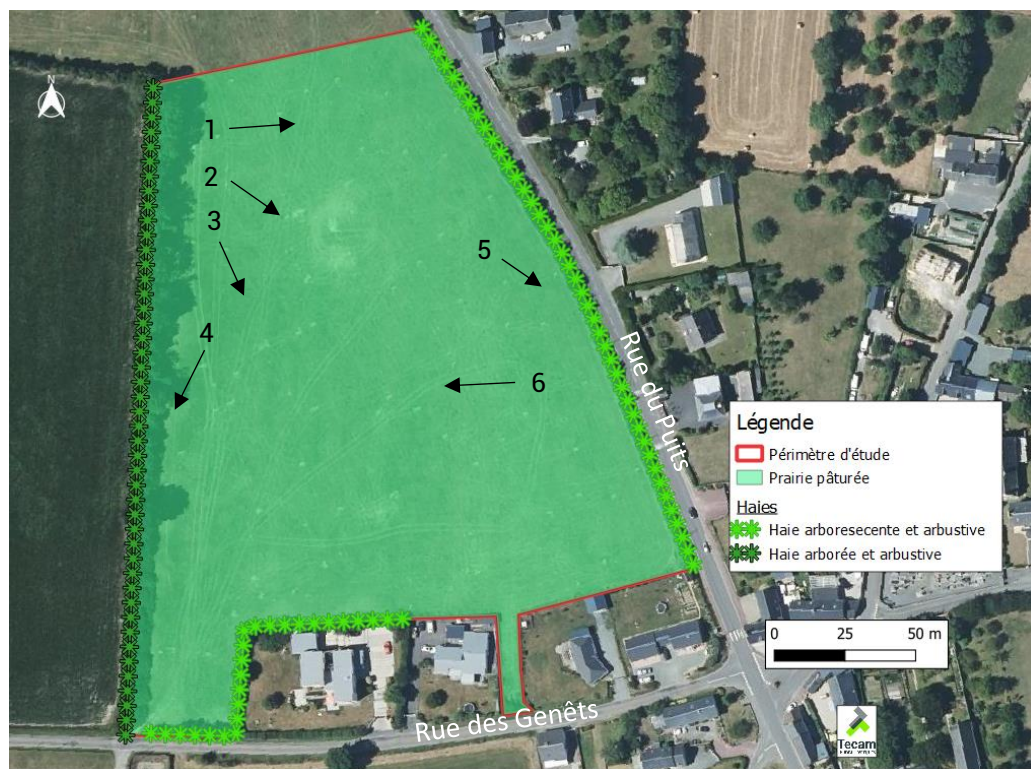 N
1
2
3
4
5
6
Rue du Puits
Légende
Périmètre d'étude
Prairie pâturée
Haies
Haie arboresecente et arbustive
Haie arborée et arbustive
0 25 50 m
Rue des Genêts
Tecam